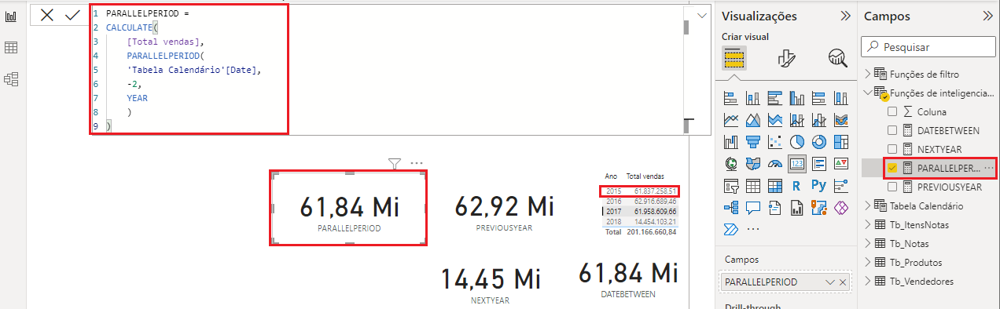 1 PARALLELPERIOD =
2 CALCULATE(
3 [Total vendas],
4 PARALLELPERIOD(
5 'Tabela Calendário'[Date],
6 -2,
7 YEAR
8 )
9 )
61,84 Mi
PARALLELPERIOD
62,92 Mi
PREVIOUSYEAR
Ano Total vendas
2015 61.837.258,51
2016 62.916.689,46
2017 61.958.609,66
2018 14.454.103,21
Total 201.166.660,84
14,45 Mi
NEXTYEAR
61,84 Mi
DATEBETWEEN
Visualizações
Criar visual
R Py
123
...
Campos
PARALLELPERIOD
Drill-through
Campos
Pesquisar
Funções de filtro
Funções de inteligencia...
Coluna
DATEBETWEEN
NEXTYEAR
PARALLELPER... ...
PREVIOUSYEAR
Tabela Calendário
Tb_ItensNotas
Tb_Notas
Tb_Produtos
Tb_Vendedores